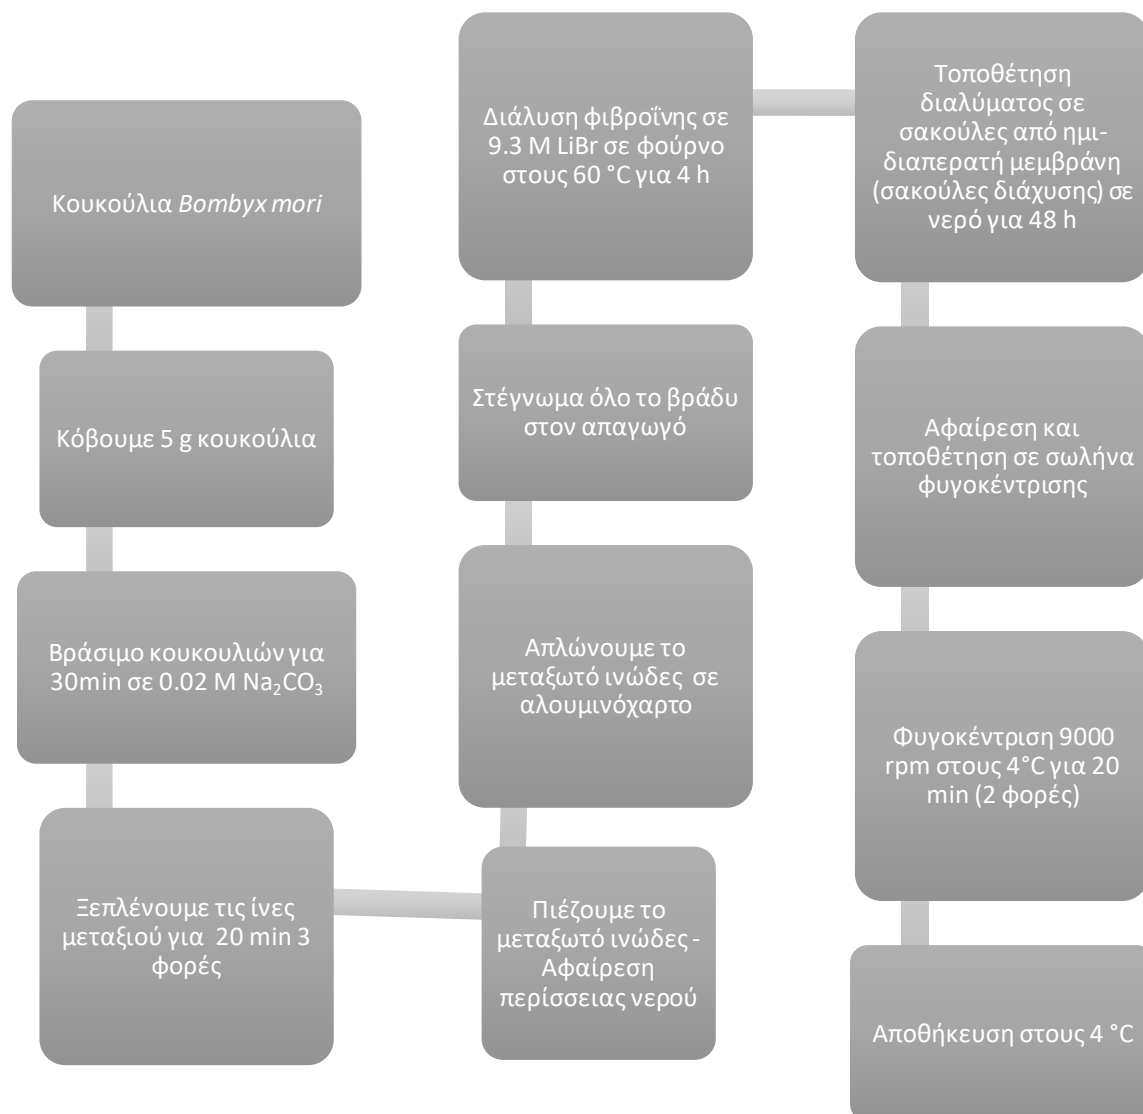 Κουκούλια Bombyx mori
Κόβουμε 5 g κουκούλια
Βράσιμο κουκουλιών για
30min σε 0.02 M Na₂CO₃
Ξεπλένουμε τις ίνες
μεταξιού για 20 min 3
φορές
Πιέζουμε το
μεταξωτό ινώδες -
Αφαίρεση
περίσσειας νερού
Απλώνουμε το
μεταξωτό ινώδες σε
αλουμινόχαρτο
Στέγνωμα όλο το βράδυ
στον απαγωγό
Διάλυση φιβροΐνης σε
9.3 M LiBr σε φούρνο
στους 60 °C για 4 h
Τοποθέτηση
διαλύματος σε
σακούλες από ημι-
διαπερατή μεμβράνη
(σακούλες διάχυσης) σε
νερό για 48 h
Αφαίρεση και
τοποθέτηση σε σωλήνα
φυγοκέντρισης
Φυγοκέντριση 9000
rpm στους 4°C για 20
min (2 φορές)
Αποθήκευση στους 4 °C